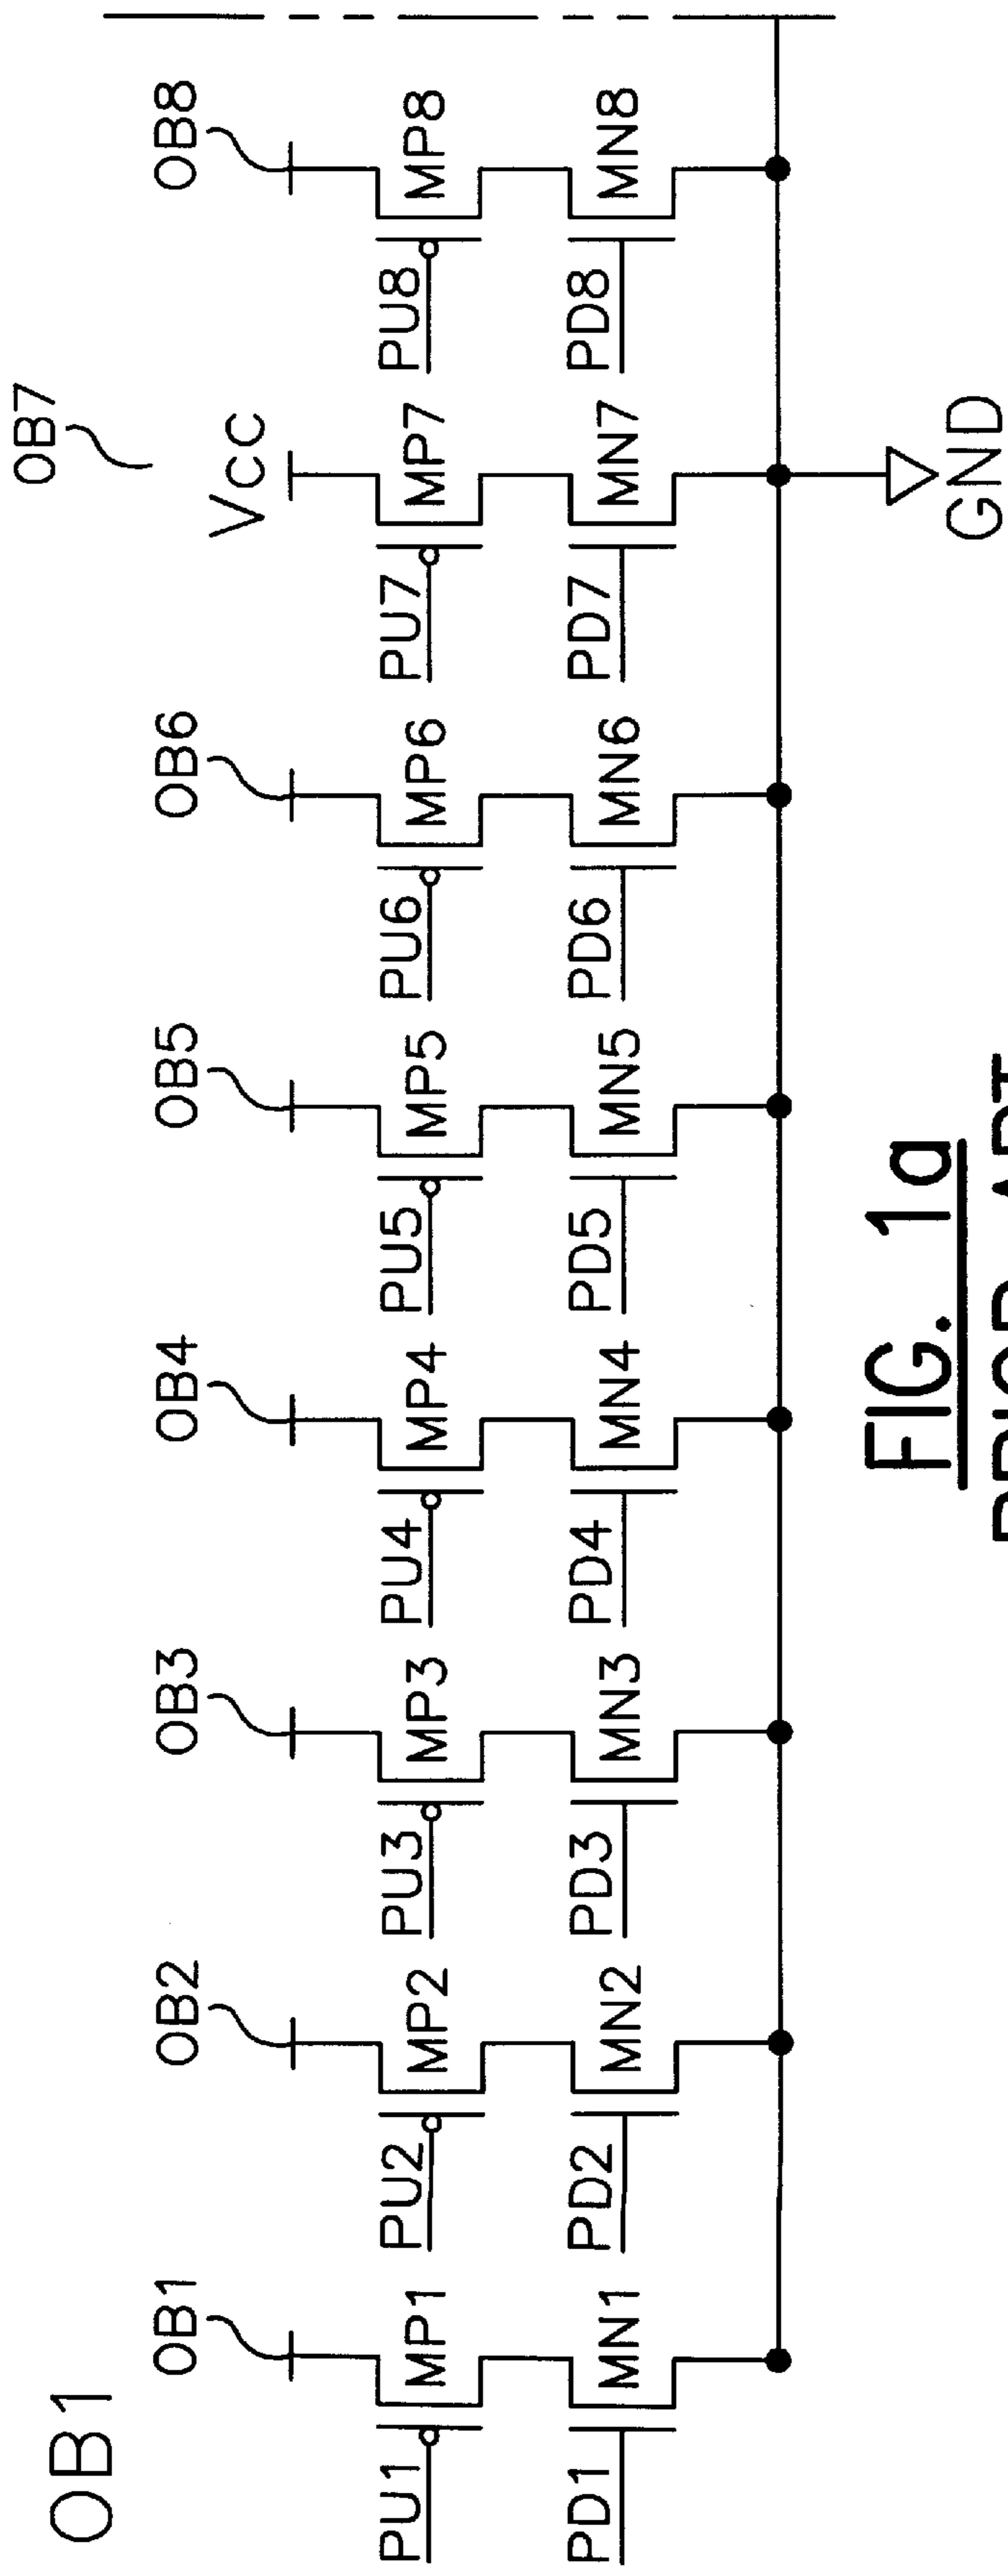 OB1
OB7
OB1 OB2 OB3 OB4 OB5 OB6 VCC OB8
PU1 MP1 PU2 MP2 PU3 MP3 PU4 MP4 PU5 MP5 PU6 MP6 PU7 MP7 PU8 MP8
PD1 MN1 PD2 MN2 PD3 MN3 PD4 MN4 PD5 MN5 PD6 MN6 PD7 MN7 PD8 MN8
GND
FIG. 1a
PRIOR ART